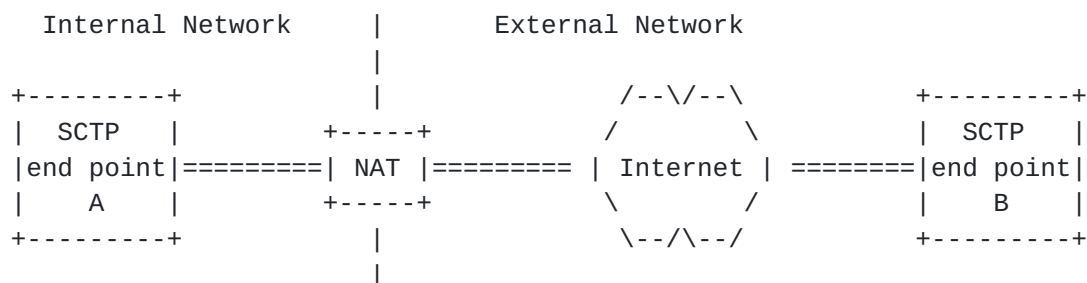 Internal Network | External Network
|
+---------+ | /--\/--\ +---------+
| SCTP | +-----+ / \ | SCTP |
|end point|=========| NAT |========= | Internet | ========|end point|
| A | +-----+ \ / | B |
+---------+ | \--/\--/ +---------+
|